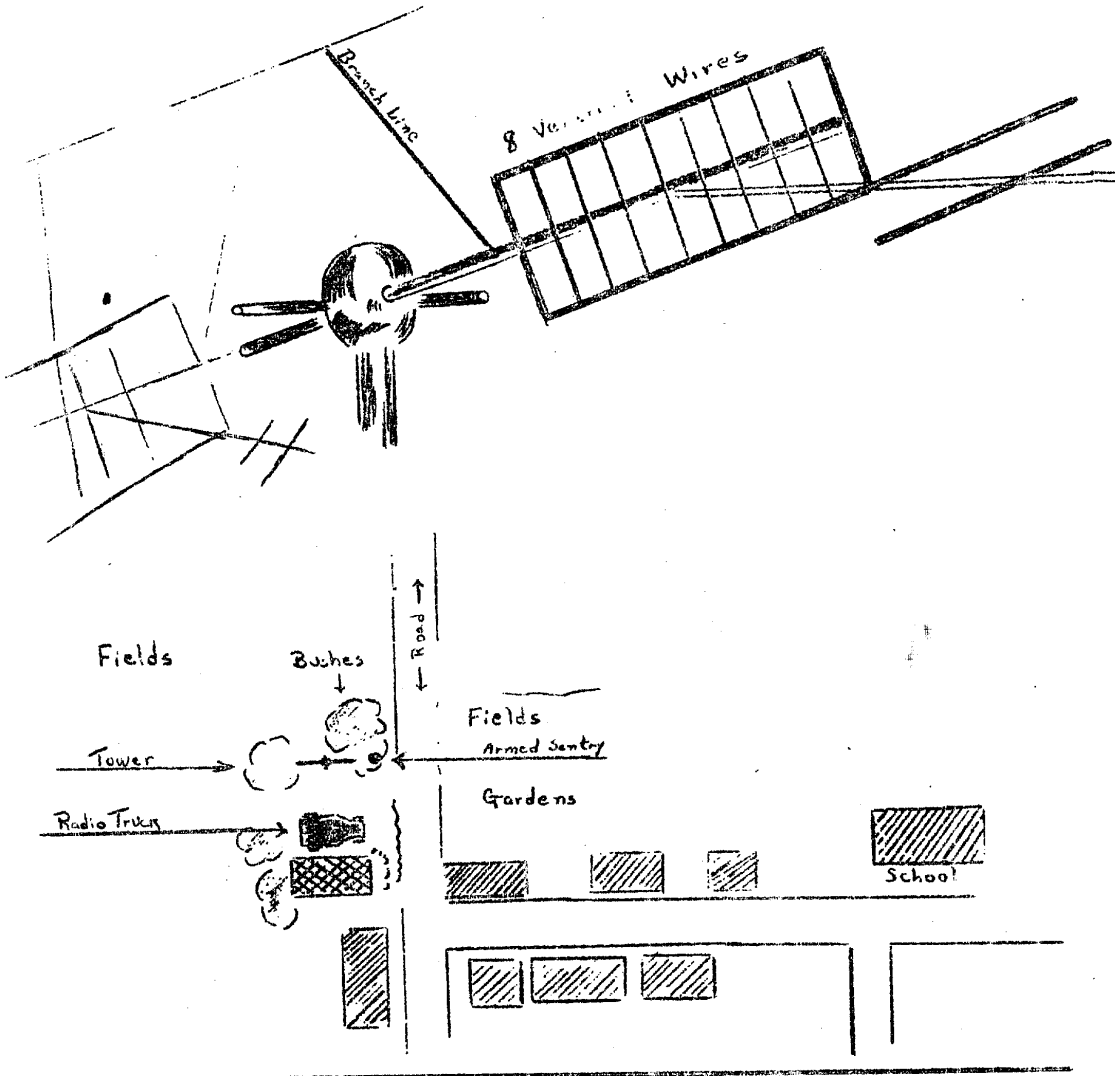 Branch Line
8 Wires
← Road →
Fields
Bushes
Fields
Tower
Armed Sentry
Gardens
Radio Truck
School